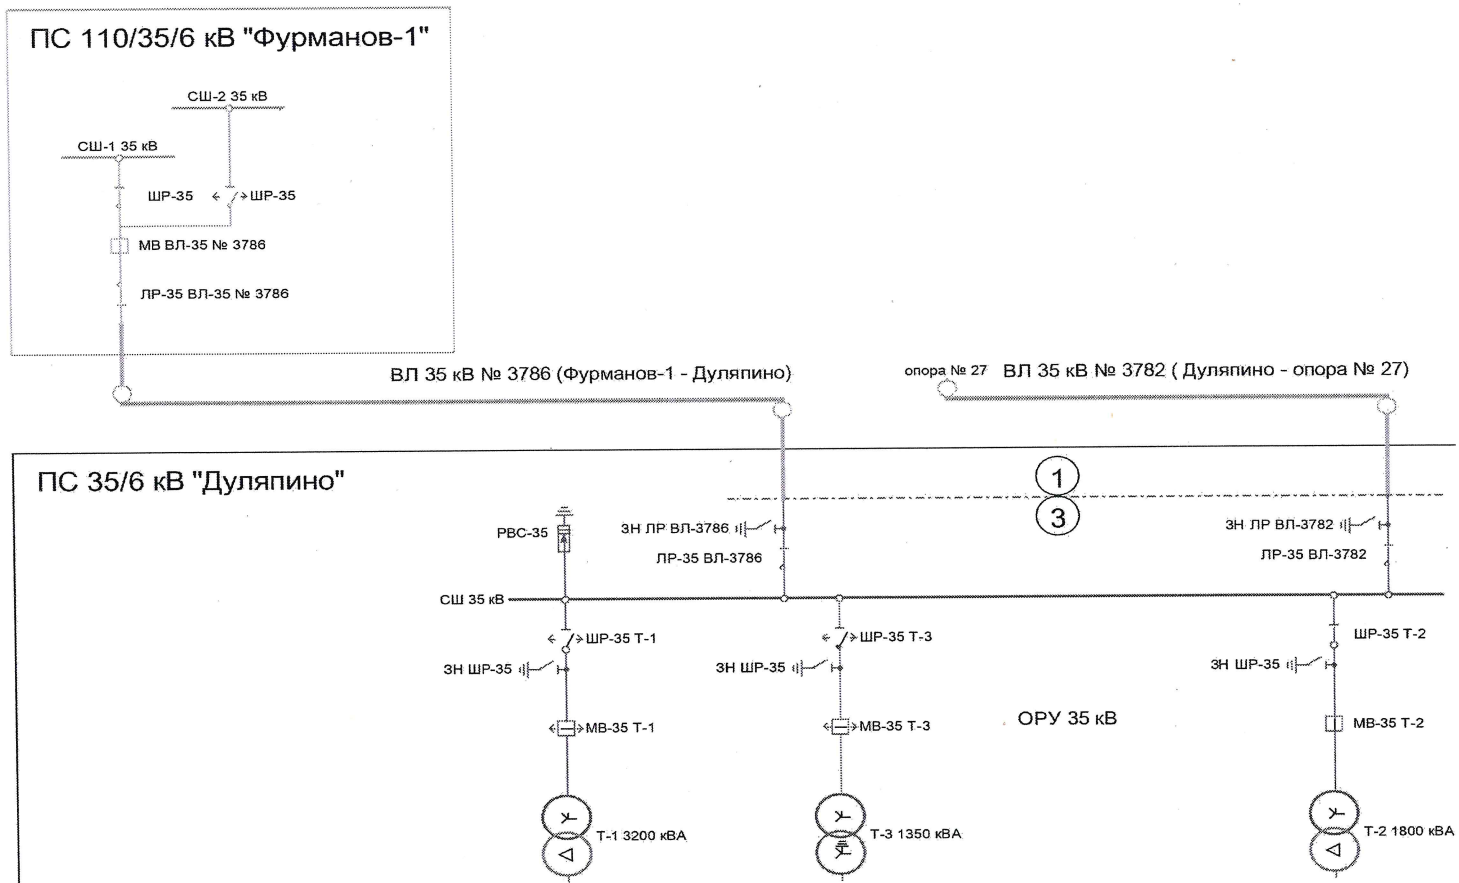 ПС 110/35/6 кВ "Фурманов-1"
СШ-2 35 кВ
СШ-1 35 кВ
ШР-35
ШР-35
МВ ВЛ-35 № 3786
ЛР-35 ВЛ-35 № 3786
ВЛ 35 кВ № 3786 (Фурманов-1 - Дуляпино)
опора № 27
ВЛ 35 кВ № 3782 ( Дуляпино - опора № 27)
ПС 35/6 кВ "Дуляпино"
1
3
РВС-35
ЗН ЛР ВЛ-3786
ЗН ЛР ВЛ-3782
ЛР-35 ВЛ-3786
ЛР-35 ВЛ-3782
СШ 35 кВ
ШР-35 Т-1
ШР-35 Т-3
ШР-35 Т-2
ЗН ШР-35
ЗН ШР-35
ЗН ШР-35
МВ-35 Т-1
МВ-35 Т-3
ОРУ 35 кВ
МВ-35 Т-2
Т-1 3200 кВА
Т-3 1350 кВА
Т-2 1800 кВА